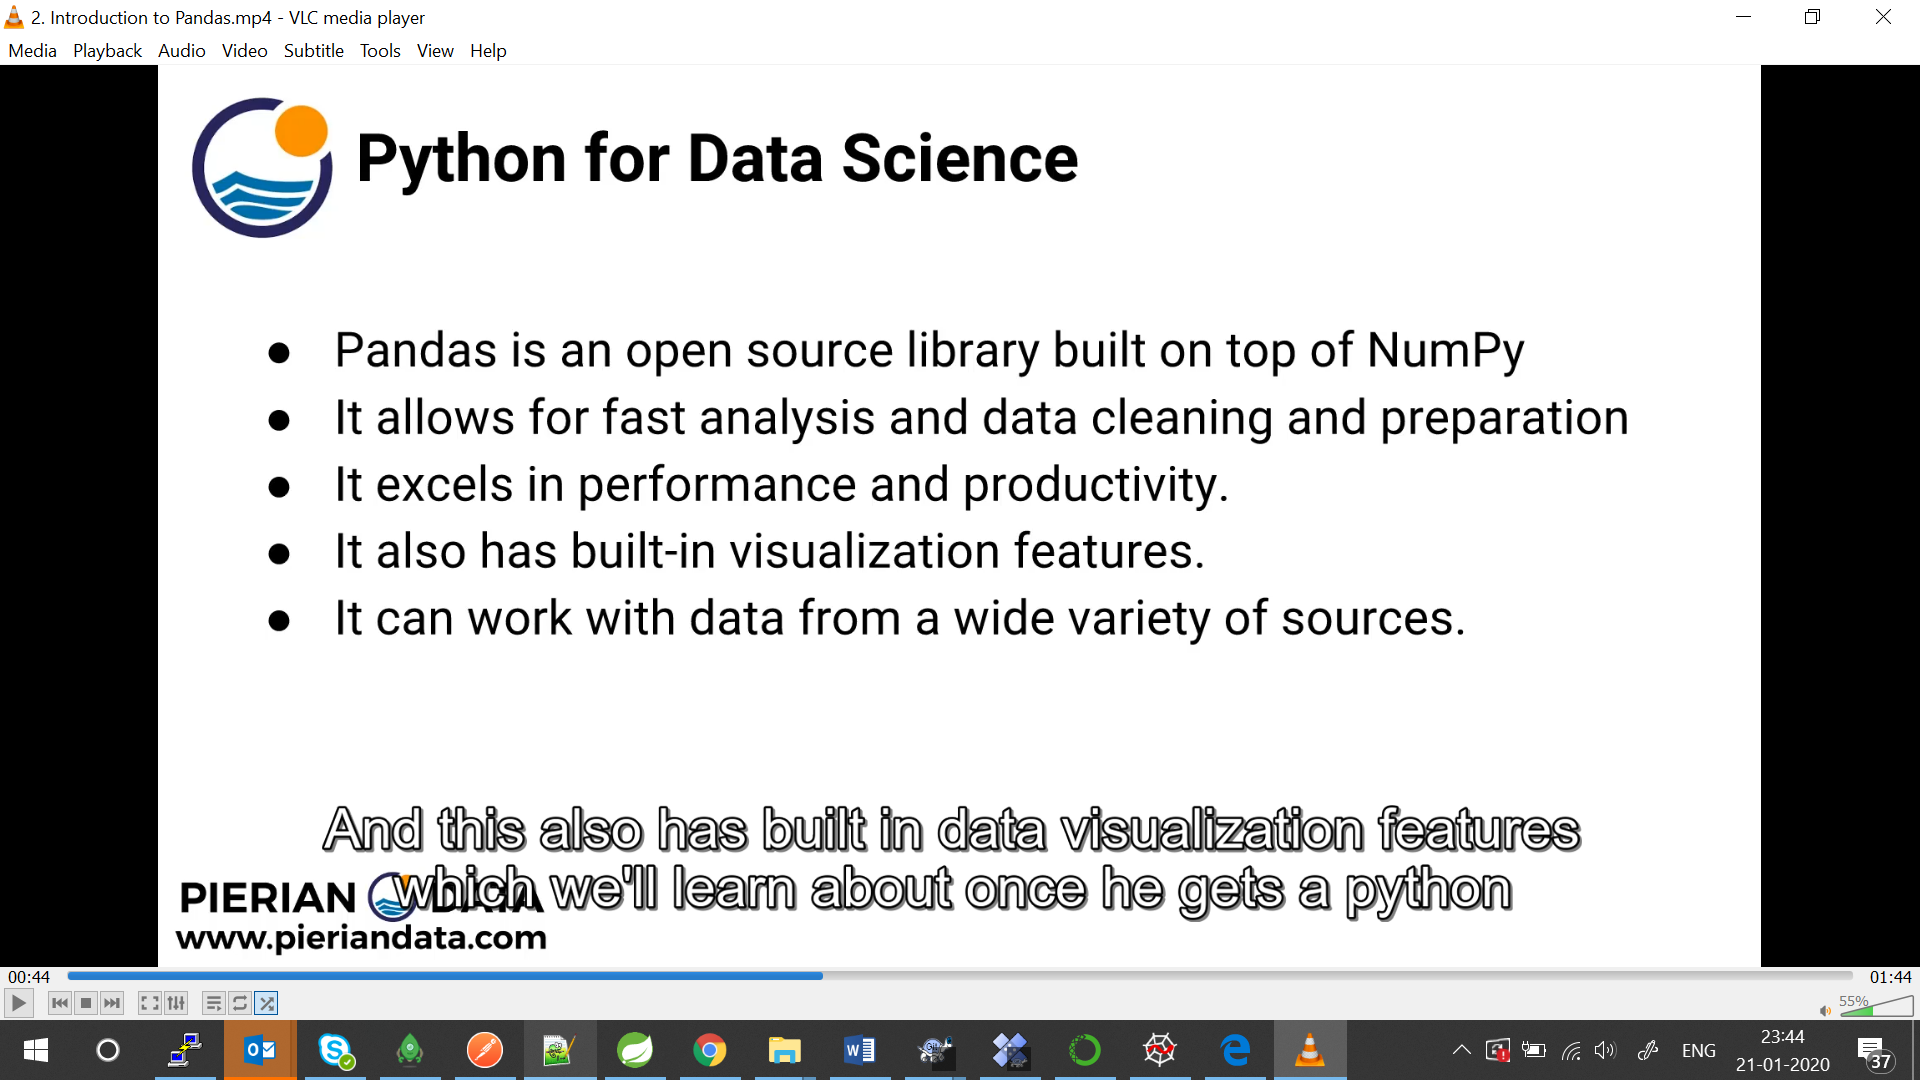 2. Introduction to Pandas.mp4 - VLC media player
Media Playback Audio Video Subtitle Tools View Help
Python for Data Science
● Pandas is an open source library built on top of NumPy
● It allows for fast analysis and data cleaning and preparation
● It excels in performance and productivity.
● It also has built-in visualization features.
● It can work with data from a wide variety of sources.
And this also has built in data visualization features
which we'll learn about once he gets a python
PIERIAN DATA
www.pieriandata.com
00:44 01:44
55%
23:44
ENG
21-01-2020
37